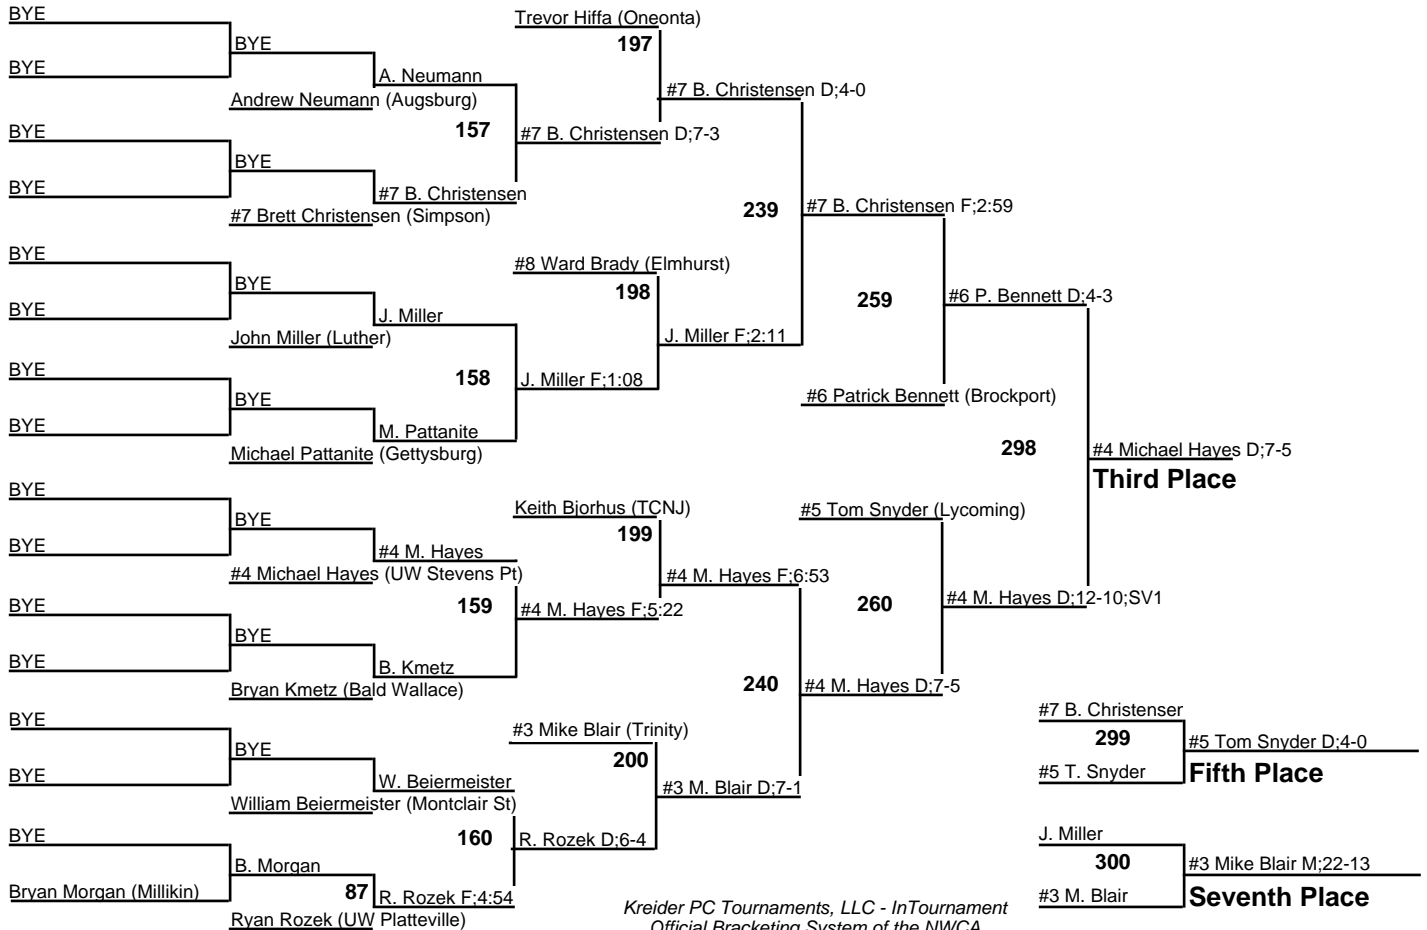 BYE
Trevor Hiffa (Oneonta)
197
BYE
BYE
A. Neumann
#7 B. Christensen D;4-0
Andrew Neumann (Augsburg)
157
BYE
#7 B. Christensen D;7-3
BYE
BYE
#7 B. Christensen
#7 Brett Christensen (Simpson)
239
#7 B. Christensen F;2:59
BYE
#8 Ward Brady (Elmhurst)
198
BYE
259
#6 P. Bennett D;4-3
BYE
J. Miller
John Miller (Luther)
J. Miller F;2:11
BYE
158
J. Miller F;1:08
BYE
#6 Patrick Bennett (Brockport)
BYE
M. Pattanite
Michael Pattanite (Gettysburg)
298
#4 Michael Hayes D;7-5
Third Place
BYE
Keith Bjorhus (TCNJ)
#5 Tom Snyder (Lycoming)
BYE
199
BYE
#4 M. Hayes
#4 Michael Hayes (UW Stevens Pt)
#4 M. Hayes F;6:53
BYE
159
#4 M. Hayes F;5:22
260
#4 M. Hayes D;12-10;SV1
BYE
BYE
B. Kmetz
Bryan Kmetz (Bald Wallace)
240
#4 M. Hayes D;7-5
BYE
#3 Mike Blair (Trinity)
#7 B. Christenser
BYE
200
299
#5 Tom Snyder D;4-0
BYE
W. Beiermeister
#5 T. Snyder
Fifth Place
William Beiermeister (Montclair St)
#3 M. Blair D;7-1
BYE
160
R. Rozek D;6-4
J. Miller
B. Morgan
300
#3 Mike Blair M;22-13
Bryan Morgan (Millikin)
87
R. Rozek F;4:54
#3 M. Blair
Seventh Place
Ryan Rozek (UW Platteville)
Kreider PC Tournaments, LLC - InTournament
Official Bracketing System of the NWCA